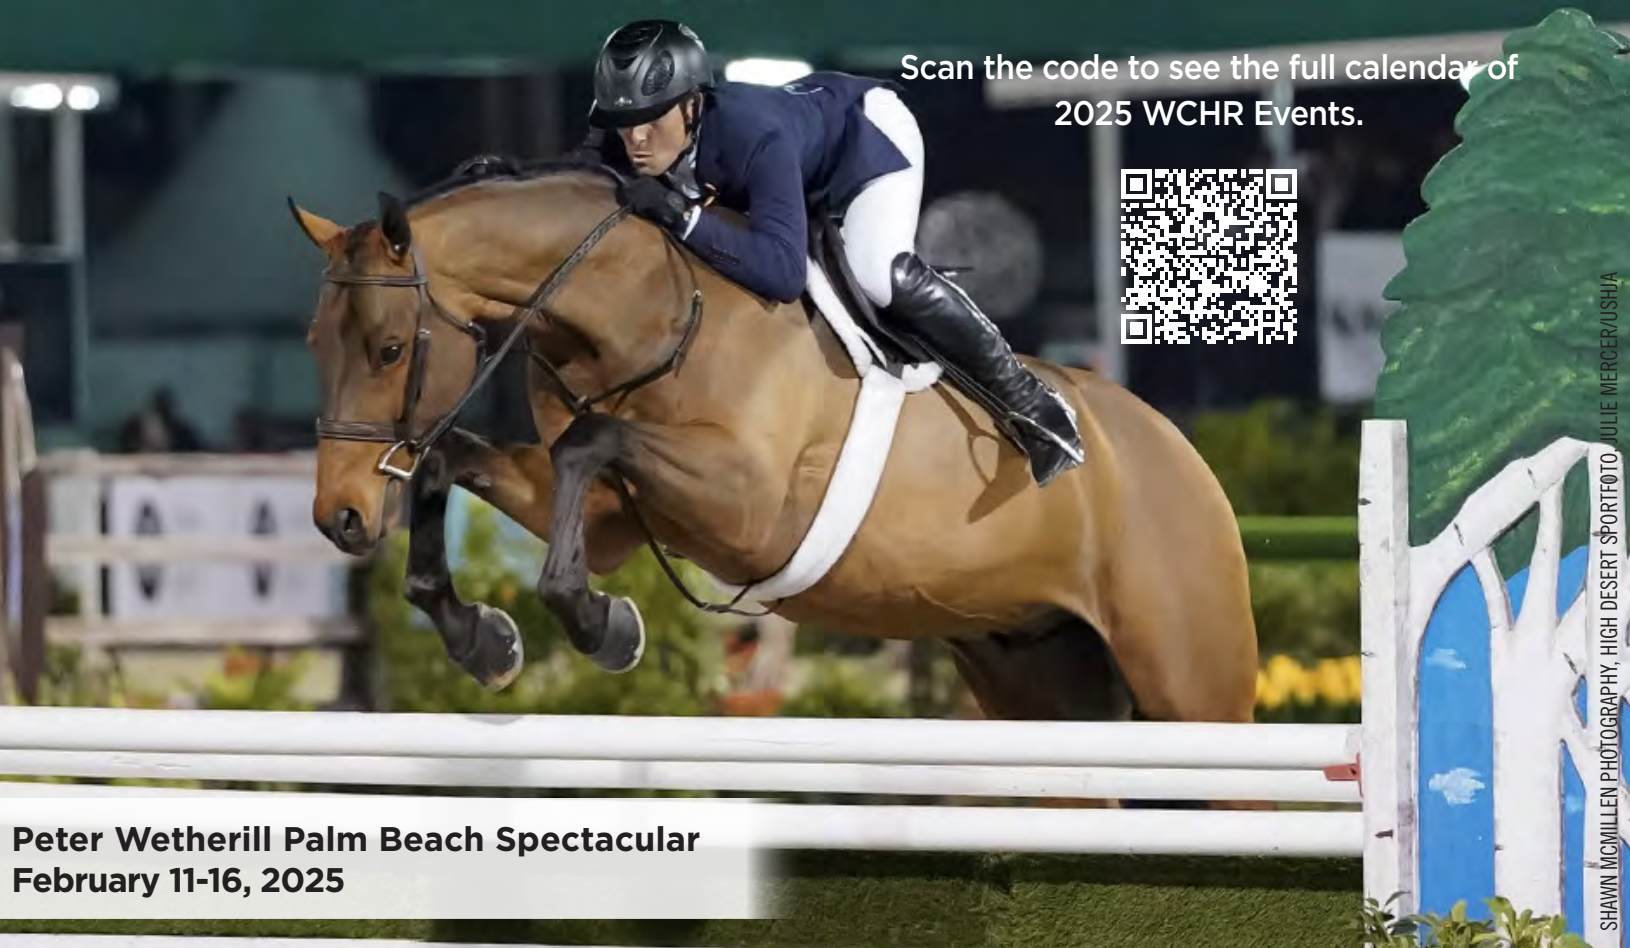 Scan the code to see the full calendar of
2025 WCHR Events.
SHAWN MCMILLEN PHOTOGRAPHY, HIGH DESERT SPORTFOTO, JULIE MERCER/USHJA
Peter Wetherill Palm Beach Spectacular
February 11-16, 2025